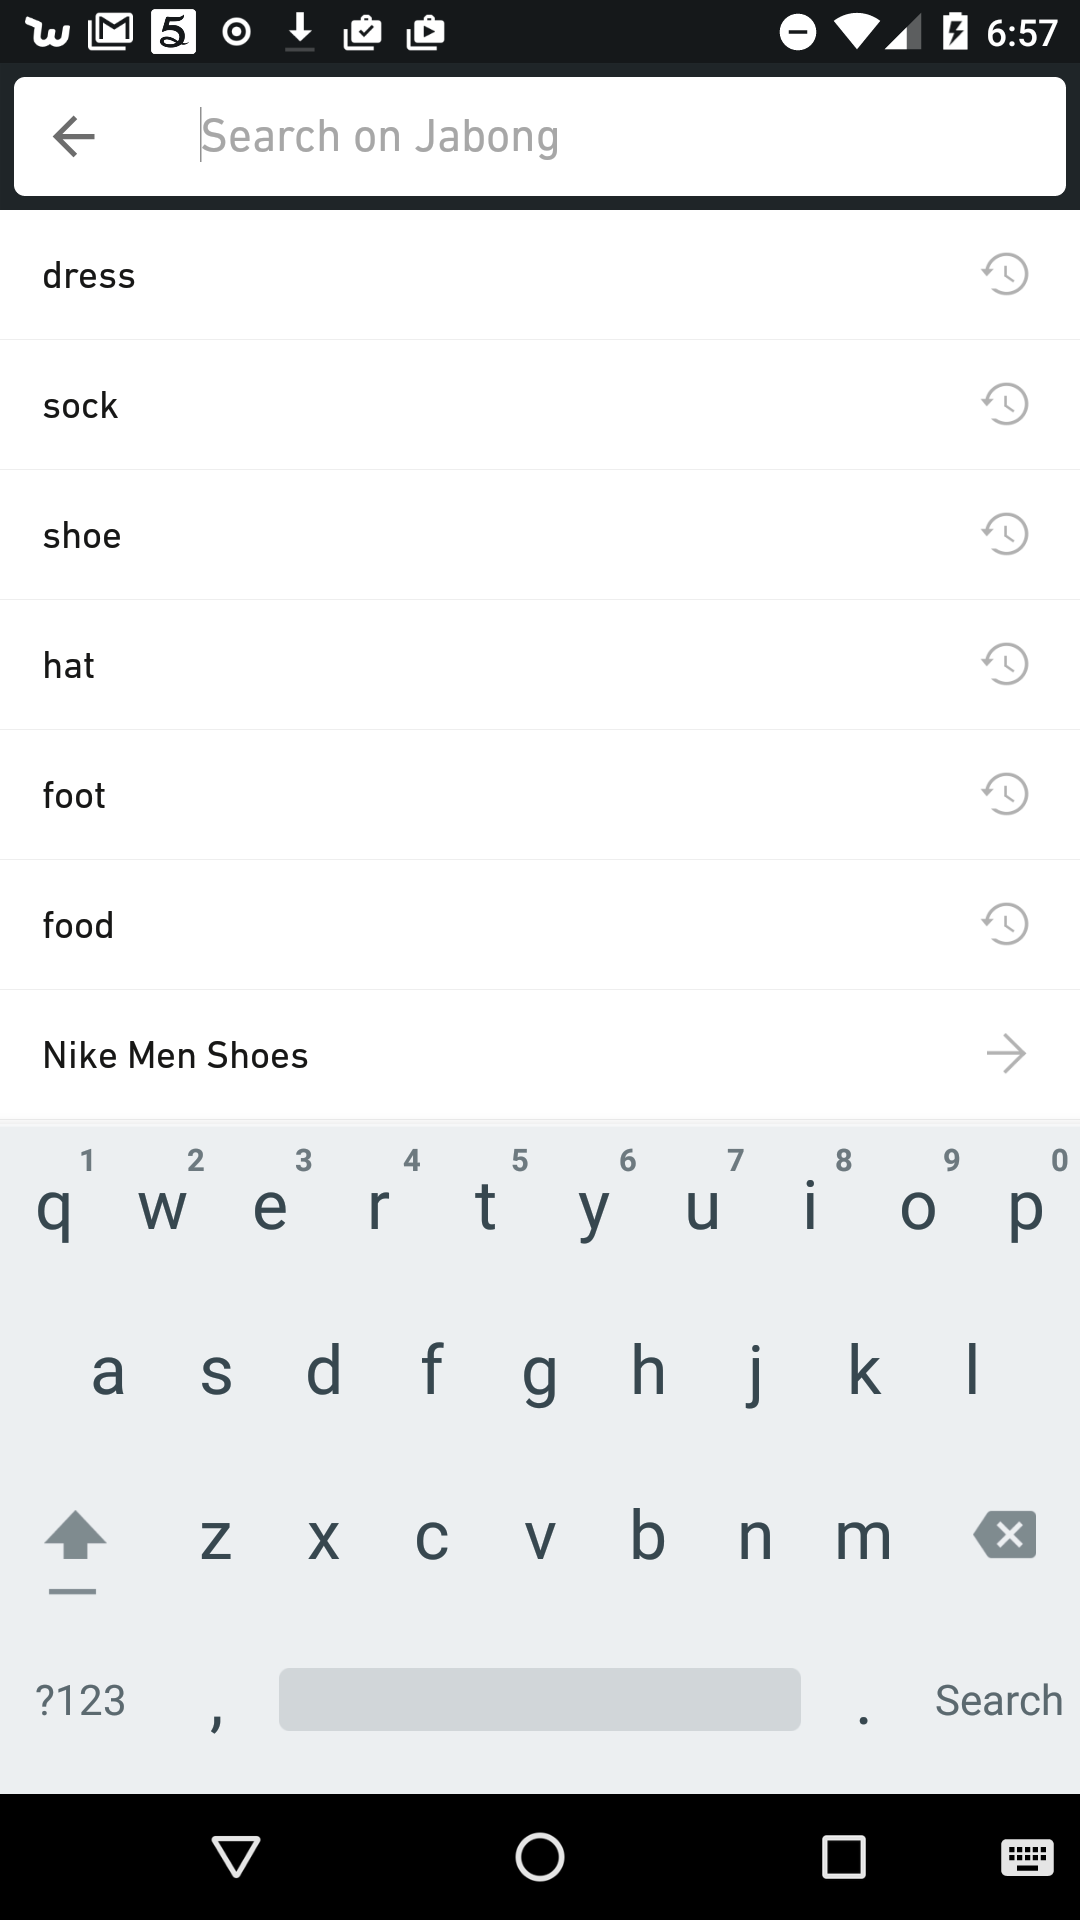 5 6:57
Search on Jabong
dress
sock
shoe
hat
foot
food
Nike Men Shoes
1 2 3 4 5 6 7 8 9 0
q w e r t y u i o p
a s d f g h j k l
z x c v b n m
?123 , . Search